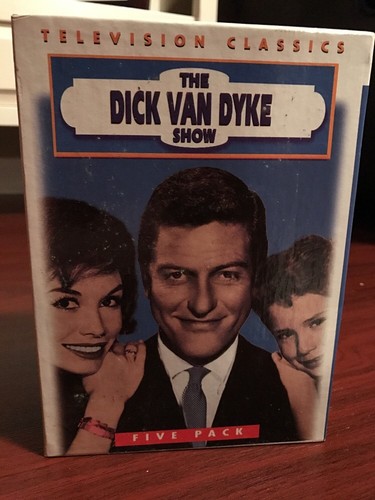 TELEVISION CLASSICS
THE
DICK VAN DYKE
SHOW
FIVE PACK